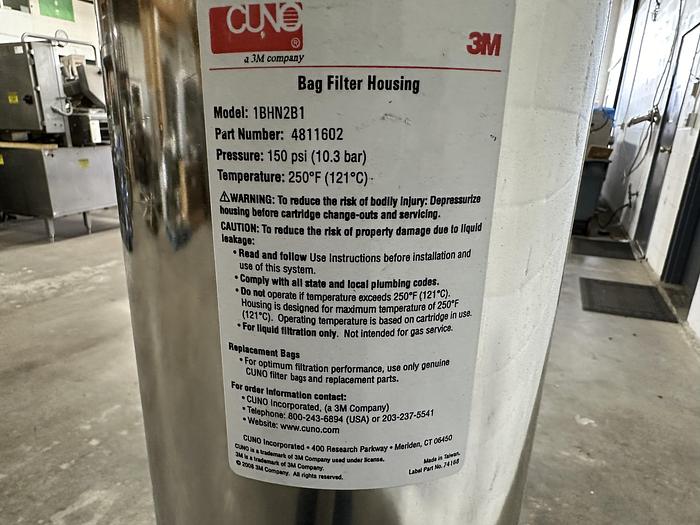 CUNO
®
a 3M company
3M
Bag Filter Housing
Model: 1BHN2B1
Part Number: 4811602
Pressure: 150 psi (10.3 bar)
Temperature: 250°F (121°C)
⚠WARNING: To reduce the risk of bodily injury: Depressurize
housing before cartridge change-outs and servicing.
CAUTION: To reduce the risk of property damage due to liquid
leakage:
• Read and follow Use Instructions before installation and
use of this system.
• Comply with all state and local plumbing codes.
• Do not operate if temperature exceeds 250°F (121°C).
Housing is designed for maximum temperature of 250°F
(121°C). Operating temperature is based on cartridge in use.
• For liquid filtration only. Not intended for gas service.
Replacement Bags
• For optimum filtration performance, use only genuine
CUNO filter bags and replacement parts.
For order information contact:
• CUNO Incorporated, (a 3M Company)
• Telephone: 800-243-6894 (USA) or 203-237-5541
• Website: www.cuno.com
CUNO Incorporated • 400 Research Parkway • Meriden, CT 06450
CUNO is a trademark of 3M Company used under license.
3M is a trademark of 3M Company.
© 2008 3M Company. All rights reserved.
Made in Taiwan.
Label Part No. 74168